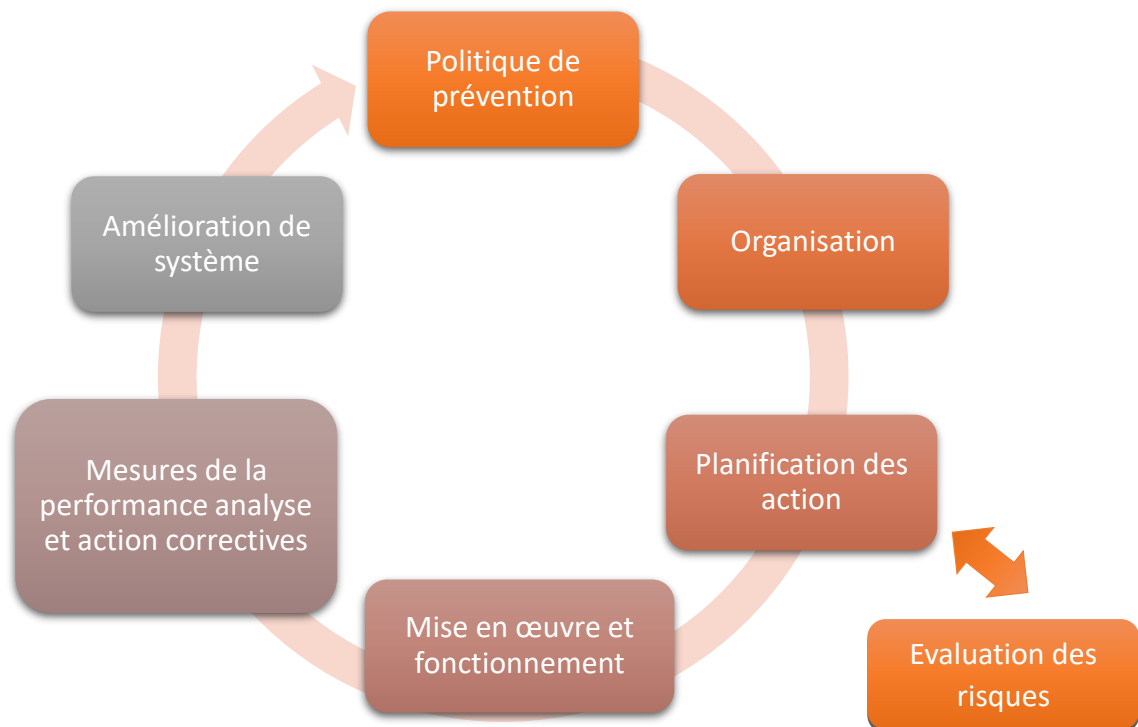 Politique de
prévention
Organisation
Planification des
action
Evaluation des
risques
Mise en œuvre et
fonctionnement
Mesures de la
performance analyse
et action correctives
Amélioration de
système